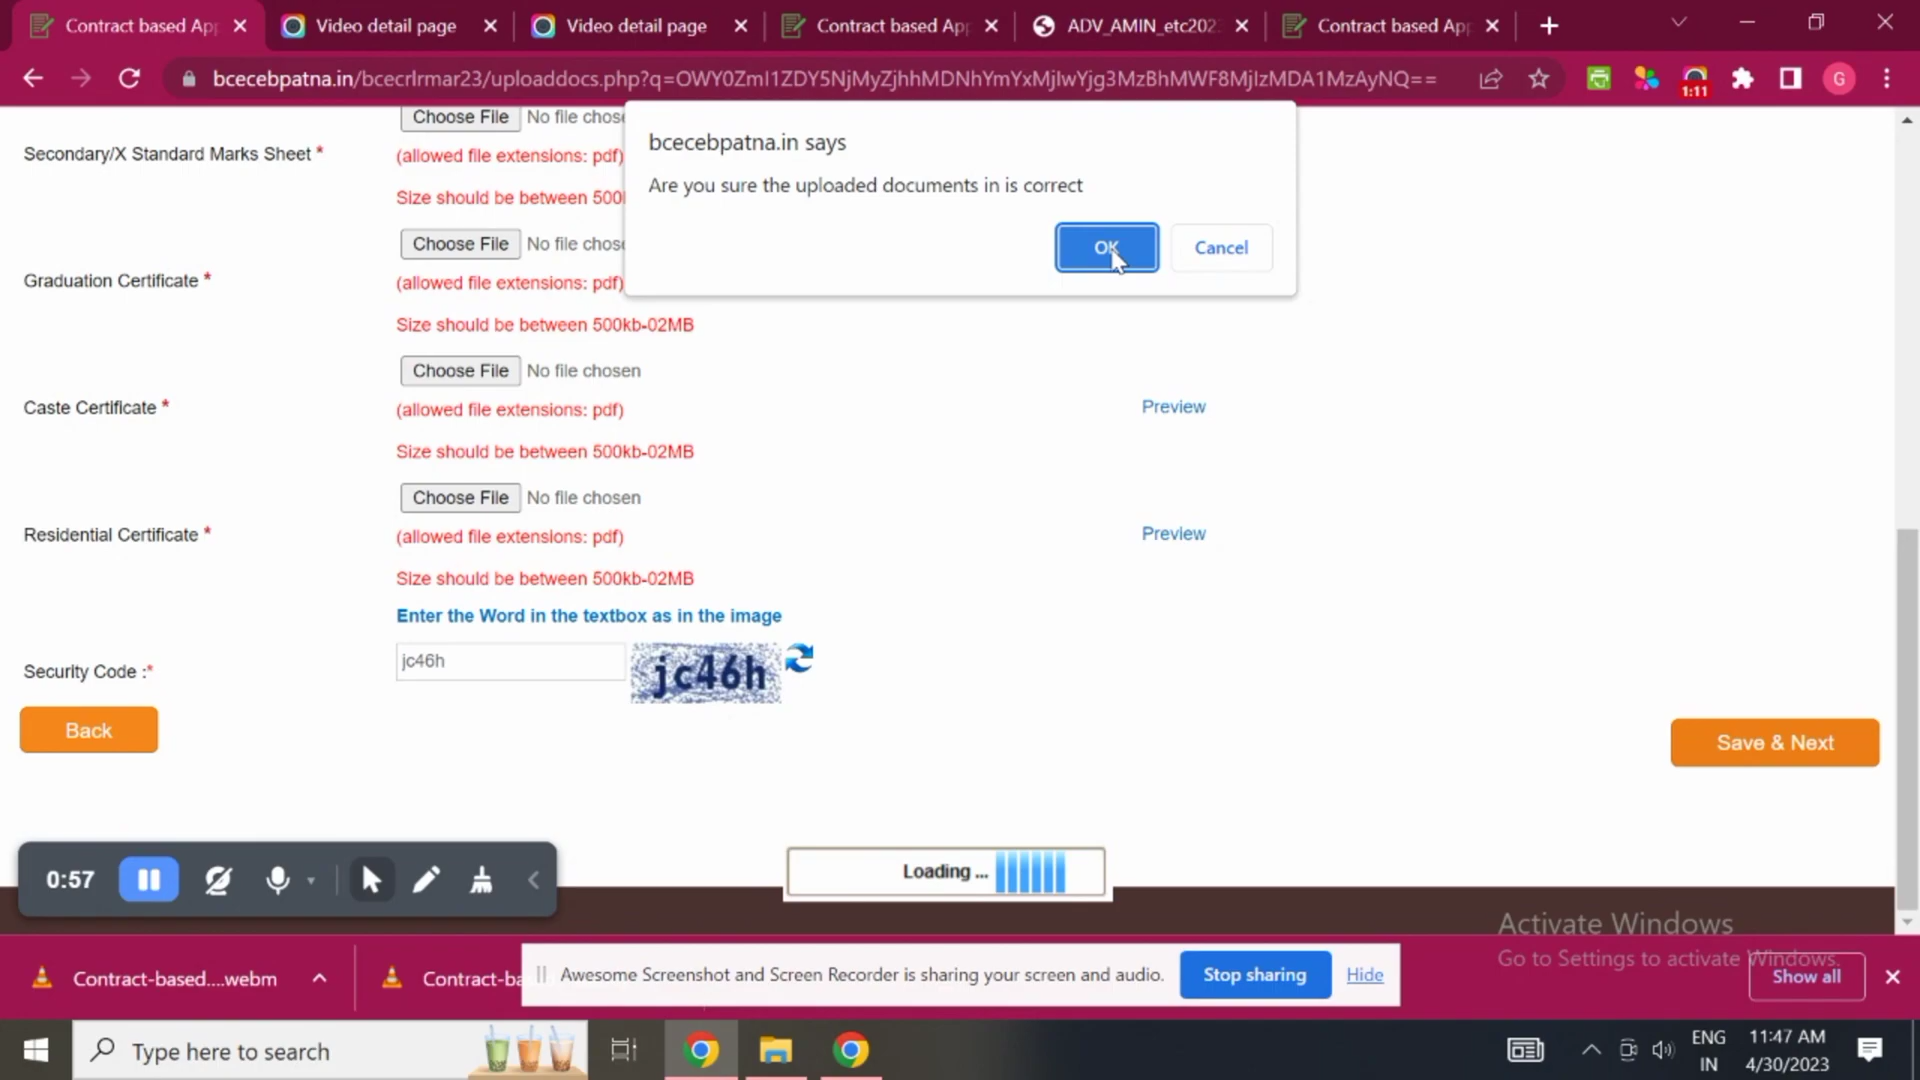 Contract based Ap
Video detail page
Video detail page
Contract based Ap
ADV_AMIN_etc202
Contract based Ap
bcecebpatna.in/bcecrlrmar23/uploaddocs.php?q=OWY0ZmI1ZDY5NjMyZjhhMDNhYmYxMjIwYjg3MzBhMWF8MjIzMDA1MzAyNQ==
1:11
G
bcecebpatna.in says
Are you sure the uploaded documents in is correct
OK
Cancel
Choose File No file chose
Secondary/X Standard Marks Sheet *
(allowed file extensions: pdf)
Size should be between 500
Choose File No file chose
Graduation Certificate *
(allowed file extensions: pdf)
Size should be between 500kb-02MB
Choose File No file chosen
Caste Certificate *
(allowed file extensions: pdf)
Preview
Size should be between 500kb-02MB
Choose File No file chosen
Residential Certificate *
(allowed file extensions: pdf)
Preview
Size should be between 500kb-02MB
Enter the Word in the textbox as in the image
Security Code :*
jc46h
jc46h
Back
Save & Next
0:57
Loading ...
Activate Windows
Go to Settings to activate Windows.
Contract-based....webm
Contract-ba
Awesome Screenshot and Screen Recorder is sharing your screen and audio.
Stop sharing
Hide
Show all
Type here to search
ENG
IN
11:47 AM
4/30/2023